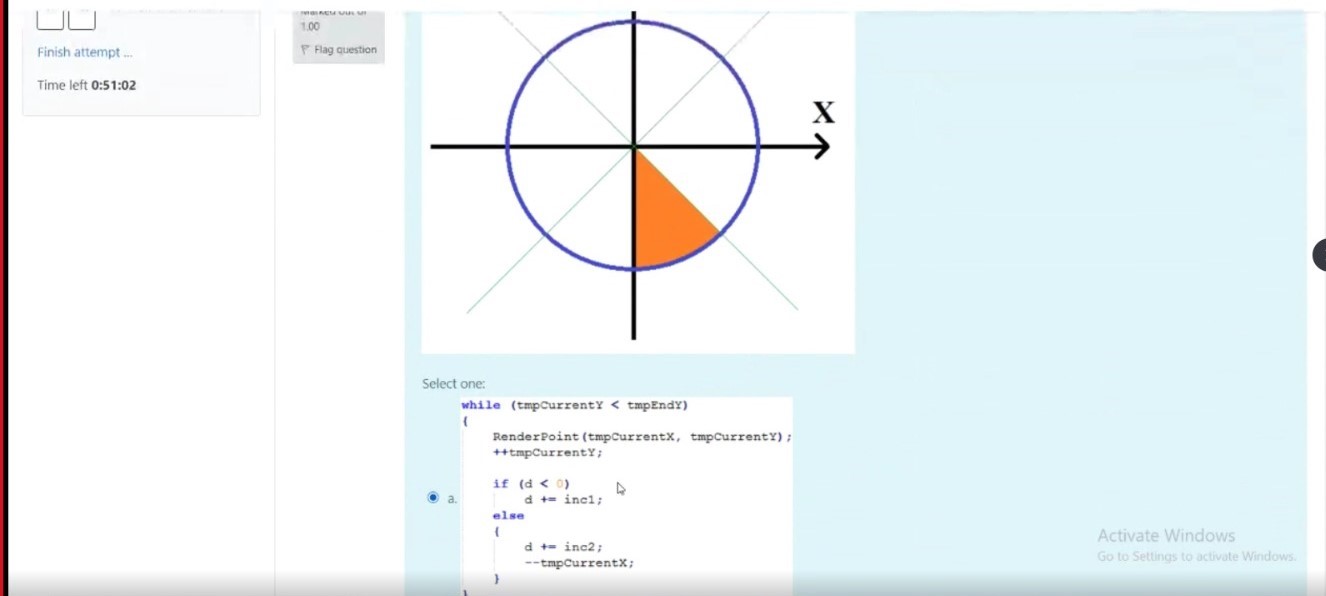 Marked out of
1.00
Flag question
Finish attempt ...
Time left 0:51:02
X
Select one:
a.
while (tmpCurrentY < tmpEndY)
{
RenderPoint(tmpCurrentX, tmpCurrentY);
++tmpCurrentY;
if (d < 0)
d += inc1;
else
{
d += inc2;
--tmpCurrentX;
}
}
Activate Windows
Go to Settings to activate Windows.